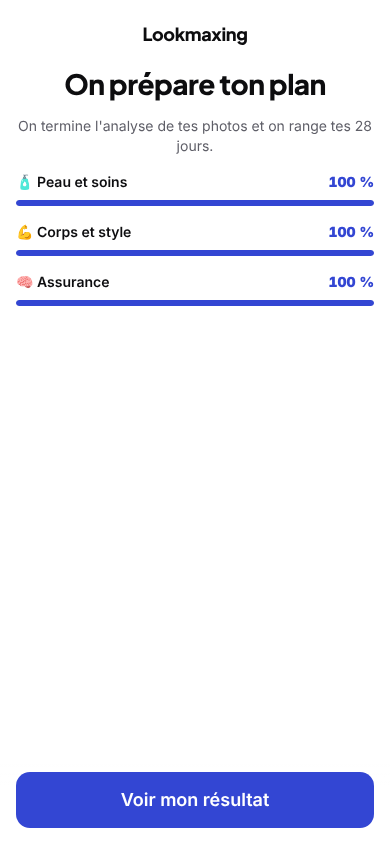 Lookmaxing
On prépare ton plan
On termine l'analyse de tes photos et on range tes 28
jours.
🧴 Peau et soins 100 %
💪 Corps et style 100 %
🧠 Assurance 100 %
Voir mon résultat